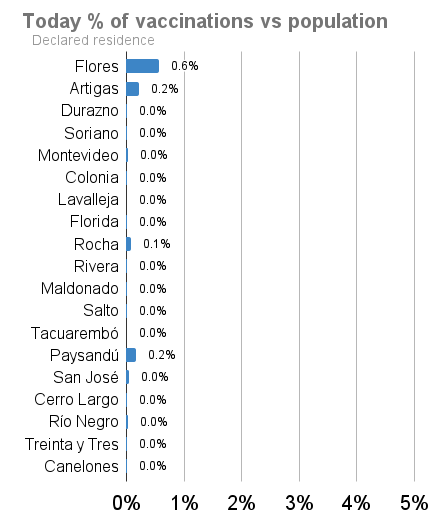 Today % of vaccinations vs population
Declared residence
Flores 0.6%
Artigas 0.2%
Durazno 0.0%
Soriano 0.0%
Montevideo 0.0%
Colonia 0.0%
Lavalleja 0.0%
Florida 0.0%
Rocha 0.1%
Rivera 0.0%
Maldonado 0.0%
Salto 0.0%
Tacuarembó 0.0%
Paysandú 0.2%
San José 0.0%
Cerro Largo 0.0%
Río Negro 0.0%
Treinta y Tres 0.0%
Canelones 0.0%
0% 1% 2% 3% 4% 5%